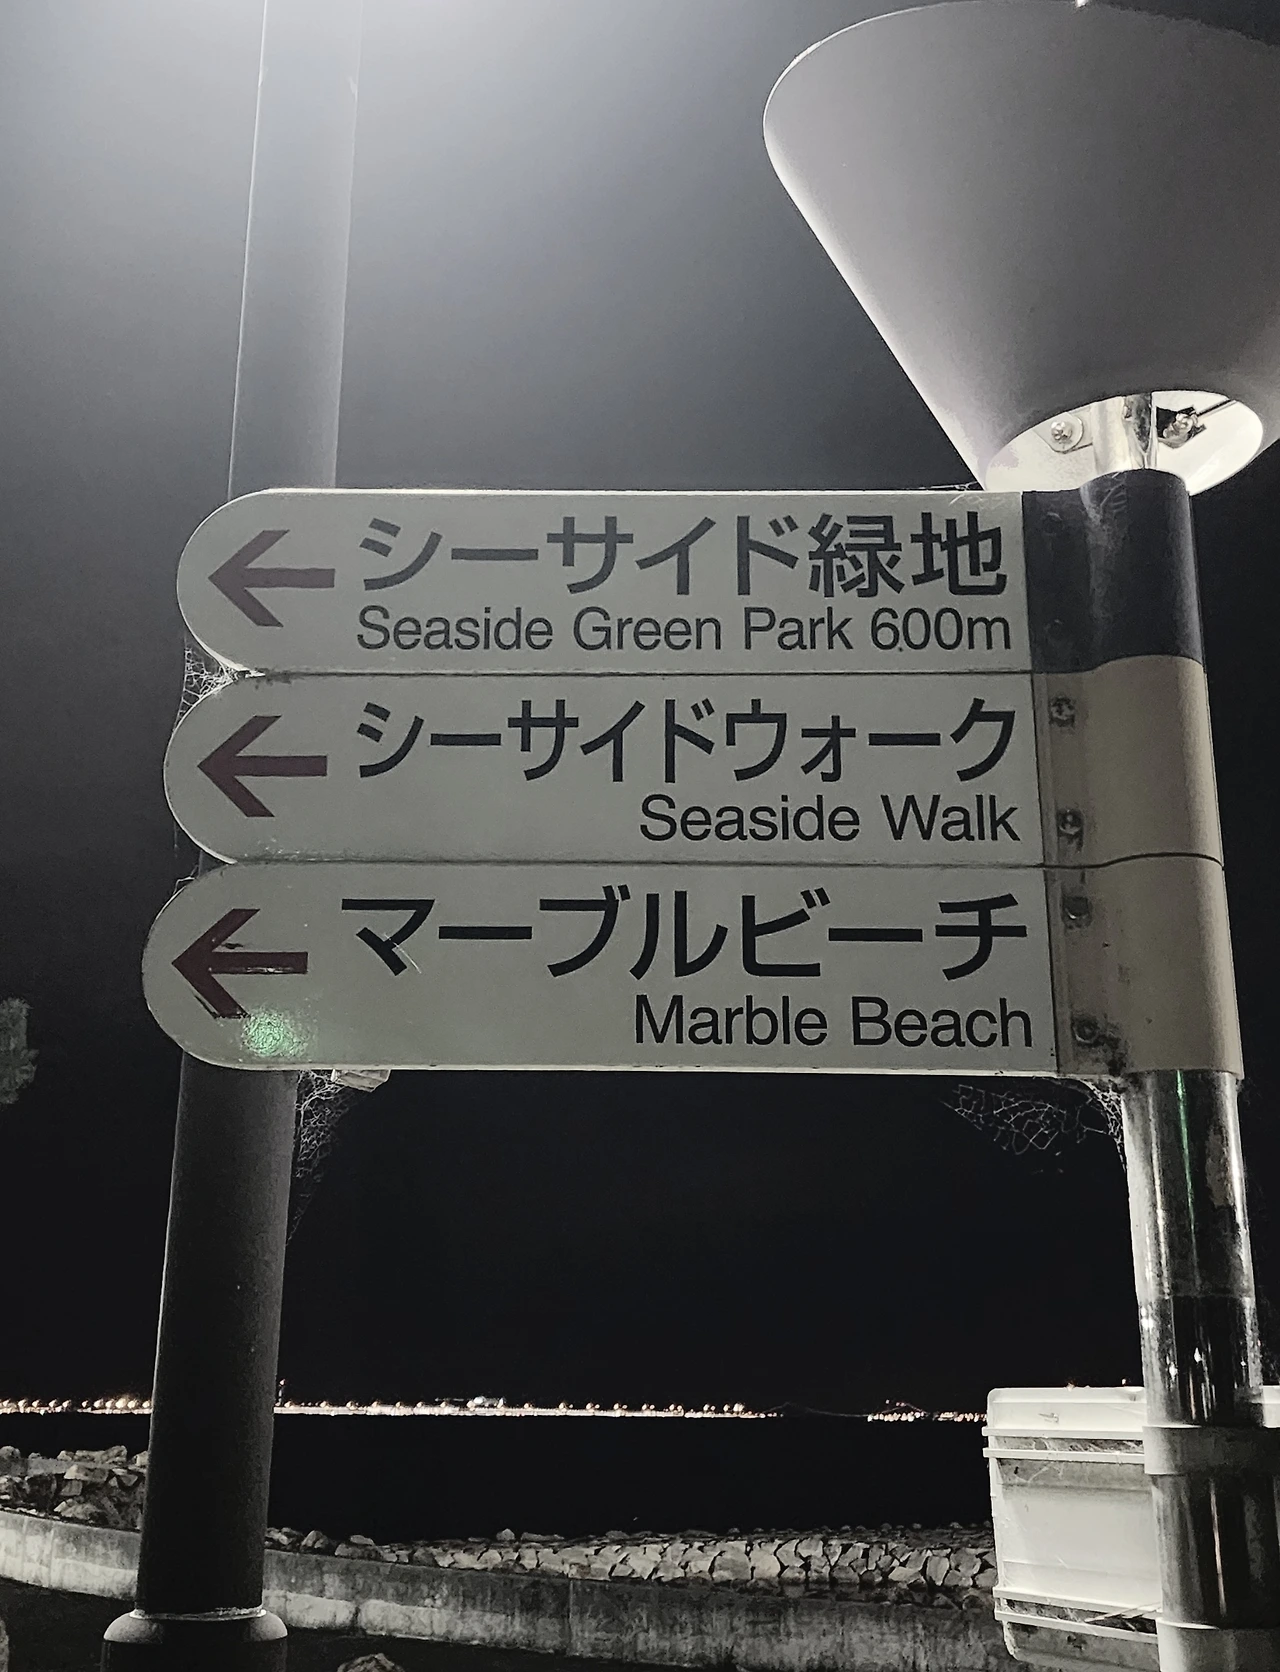 シーサイド緑地
Seaside Green Park 600m
シーサイドウォーク
Seaside Walk
マーブルビーチ
Marble Beach